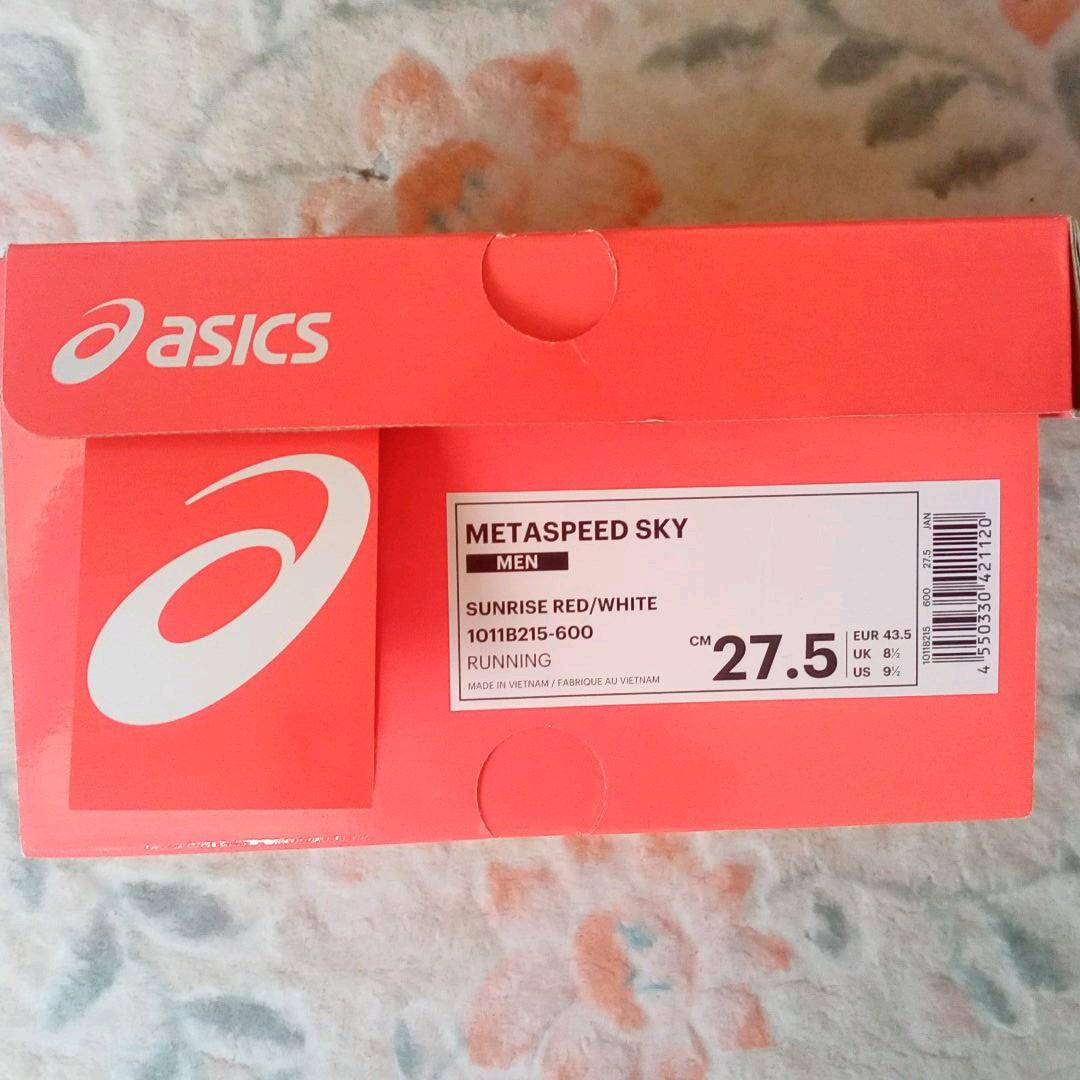 asics
METASPEED SKY
MEN
SUNRISE RED/WHITE
1011B215-600
RUNNING
MADE IN VIETNAM / FABRIQUE AU VIETNAM
CM 27.5
EUR 43.5
UK 8½
US 9½
1011B215 600 27.5 JAN
4 550330 421120